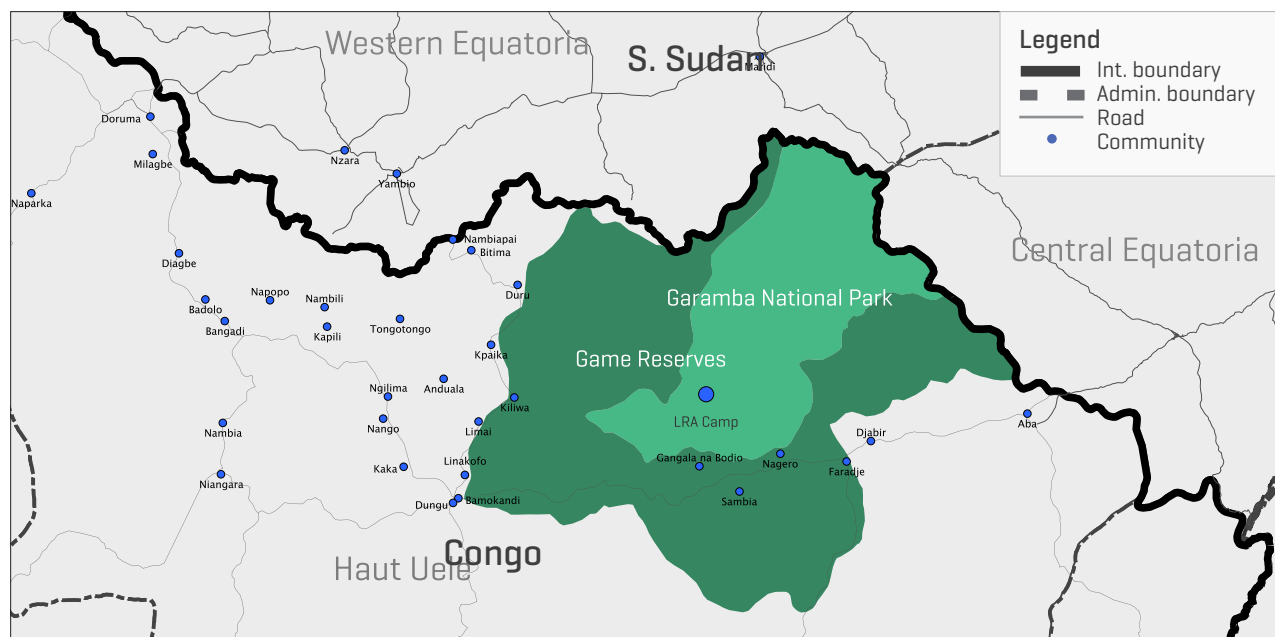 Western Equatoria
S. Sudan
Maridi
Legend
Int. boundary
Admin. boundary
Road
Community
Doruma
Milagbe
Nzara
Yambio
Naparka
Nambiapai
Bitima
Central Equatoria
Diagbe
Duru
Napopo
Nambili
Badolo
Bangadi
Kapili
Tongotongo
Garamba National Park
Kpaika
Game Reserves
Ngilima
Anduala
Kiliwa
LRA Camp
Nambia
Nango
Limai
Djabir
Aba
Kaka
Linakofo
Gangala na Bodio
Nagero
Faradje
Niangara
Dungu
Bamokandi
Sambia
Congo
Haut Uele